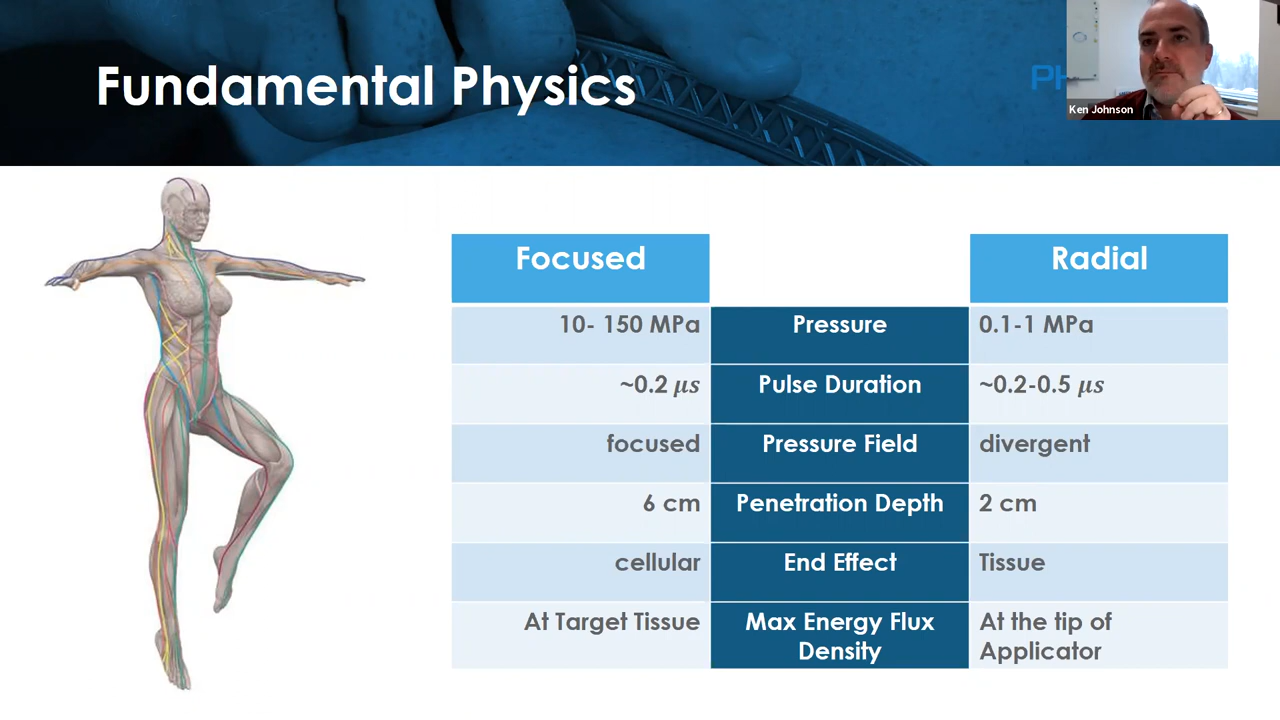 Fundamental Physics
PH
Ken Johnson
Focused
Radial
10- 150 MPa
Pressure
0.1-1 MPa
~0.2 μs
Pulse Duration
~0.2-0.5 μs
focused
Pressure Field
divergent
6 cm
Penetration Depth
2 cm
cellular
End Effect
Tissue
At Target Tissue
Max Energy Flux
Density
At the tip of
Applicator